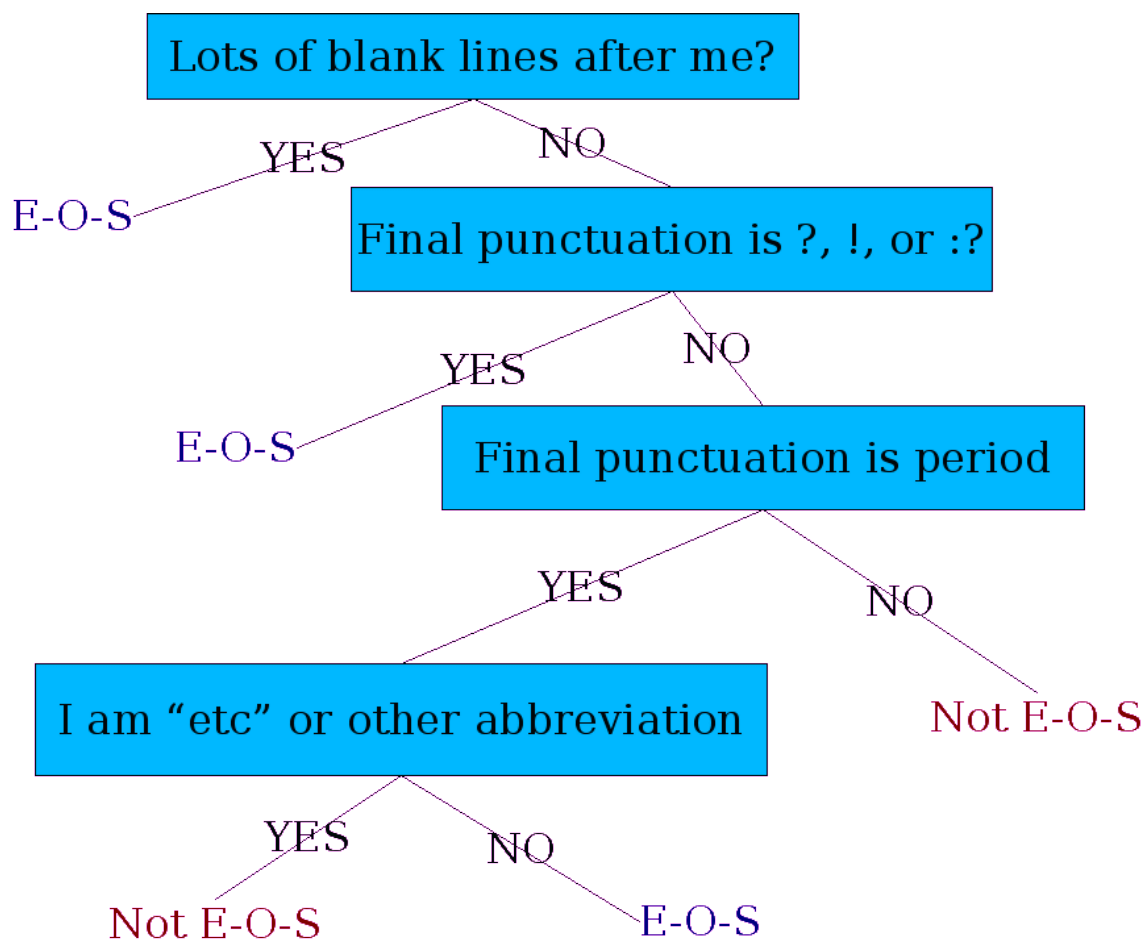 Lots of blank lines after me?
YES
NO
E-O-S
Final punctuation is ?, !, or :?
YES
NO
E-O-S
Final punctuation is period
YES
NO
I am “etc” or other abbreviation
Not E-O-S
YES
NO
Not E-O-S
E-O-S